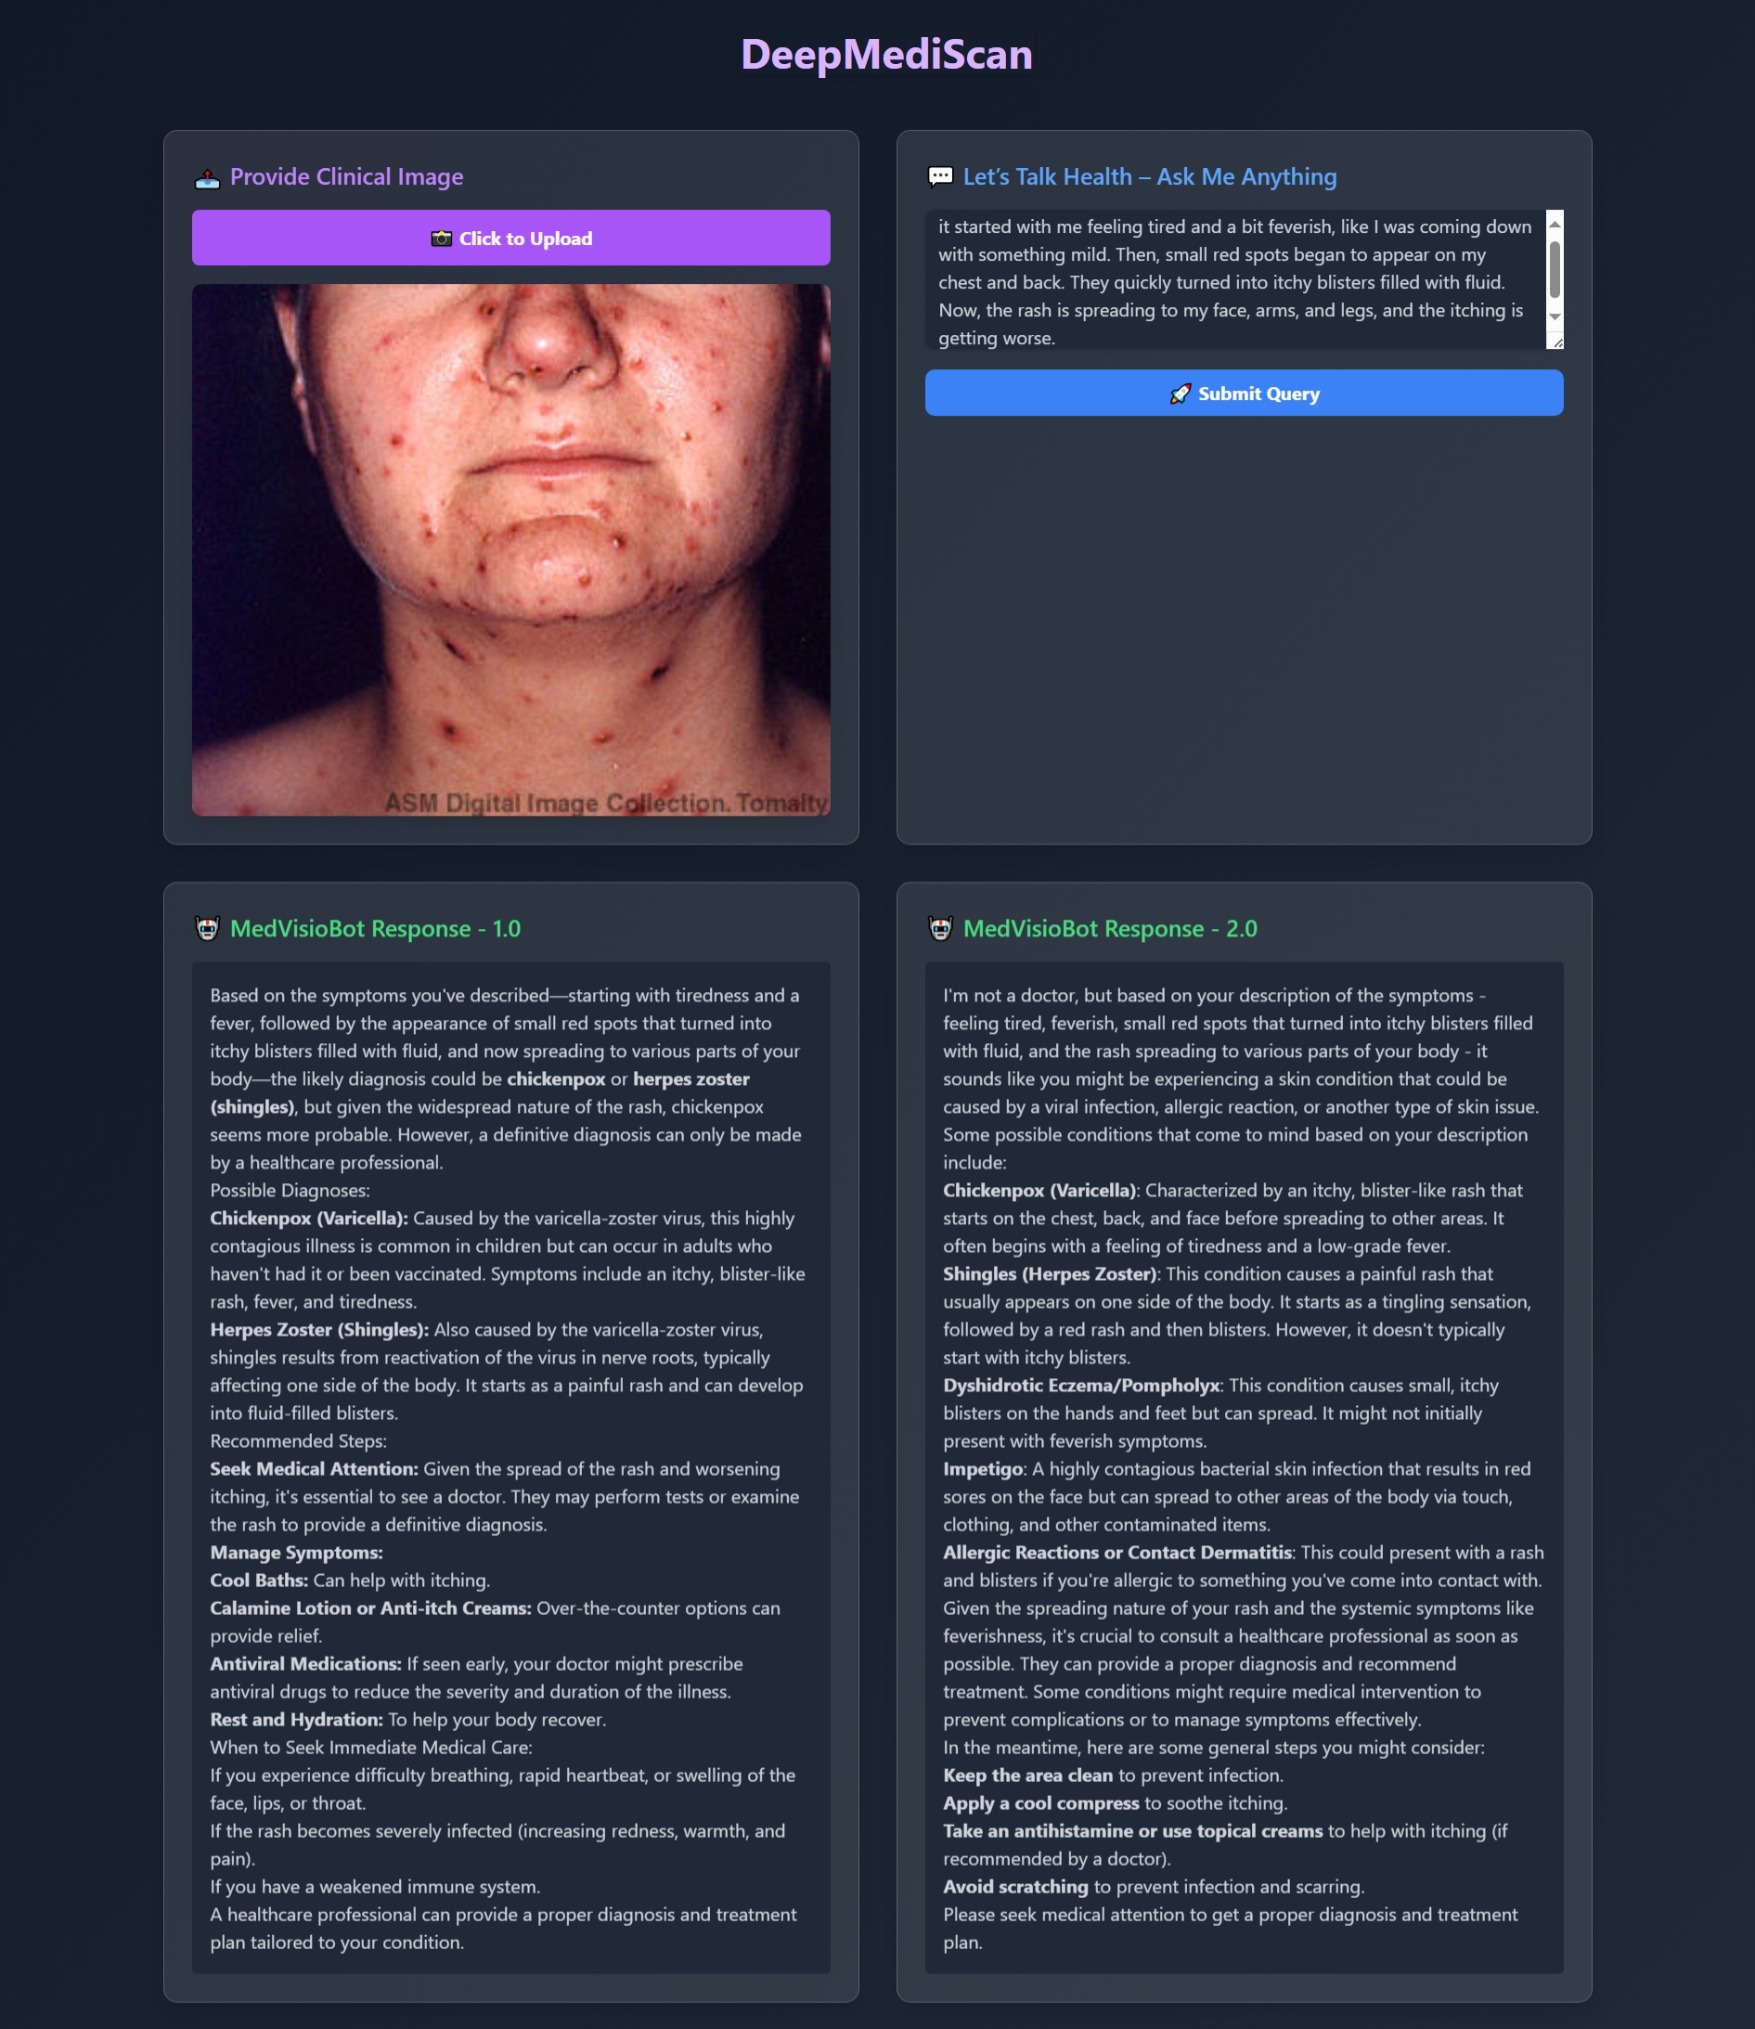 DeepMediScan
📤 Provide Clinical Image
📷 Click to Upload
ASM Digital Image Collection. Tomalty
💬 Let’s Talk Health – Ask Me Anything
it started with me feeling tired and a bit feverish, like I was coming down
with something mild. Then, small red spots began to appear on my
chest and back. They quickly turned into itchy blisters filled with fluid.
Now, the rash is spreading to my face, arms, and legs, and the itching is
getting worse.
🚀 Submit Query
🤖 MedVisioBot Response - 1.0
Based on the symptoms you've described—starting with tiredness and a
fever, followed by the appearance of small red spots that turned into
itchy blisters filled with fluid, and now spreading to various parts of your
body—the likely diagnosis could be chickenpox or herpes zoster
(shingles), but given the widespread nature of the rash, chickenpox
seems more probable. However, a definitive diagnosis can only be made
by a healthcare professional.
Possible Diagnoses:
Chickenpox (Varicella): Caused by the varicella-zoster virus, this highly
contagious illness is common in children but can occur in adults who
haven't had it or been vaccinated. Symptoms include an itchy, blister-like
rash, fever, and tiredness.
Herpes Zoster (Shingles): Also caused by the varicella-zoster virus,
shingles results from reactivation of the virus in nerve roots, typically
affecting one side of the body. It starts as a painful rash and can develop
into fluid-filled blisters.
Recommended Steps:
Seek Medical Attention: Given the spread of the rash and worsening
itching, it's essential to see a doctor. They may perform tests or examine
the rash to provide a definitive diagnosis.
Manage Symptoms:
Cool Baths: Can help with itching.
Calamine Lotion or Anti-itch Creams: Over-the-counter options can
provide relief.
Antiviral Medications: If seen early, your doctor might prescribe
antiviral drugs to reduce the severity and duration of the illness.
Rest and Hydration: To help your body recover.
When to Seek Immediate Medical Care:
If you experience difficulty breathing, rapid heartbeat, or swelling of the
face, lips, or throat.
If the rash becomes severely infected (increasing redness, warmth, and
pain).
If you have a weakened immune system.
A healthcare professional can provide a proper diagnosis and treatment
plan tailored to your condition.
🤖 MedVisioBot Response - 2.0
I'm not a doctor, but based on your description of the symptoms -
feeling tired, feverish, small red spots that turned into itchy blisters filled
with fluid, and the rash spreading to various parts of your body - it
sounds like you might be experiencing a skin condition that could be
caused by a viral infection, allergic reaction, or another type of skin issue.
Some possible conditions that come to mind based on your description
include:
Chickenpox (Varicella): Characterized by an itchy, blister-like rash that
starts on the chest, back, and face before spreading to other areas. It
often begins with a feeling of tiredness and a low-grade fever.
Shingles (Herpes Zoster): This condition causes a painful rash that
usually appears on one side of the body. It starts as a tingling sensation,
followed by a red rash and then blisters. However, it doesn't typically
start with itchy blisters.
Dyshidrotic Eczema/Pompholyx: This condition causes small, itchy
blisters on the hands and feet but can spread. It might not initially
present with feverish symptoms.
Impetigo: A highly contagious bacterial skin infection that results in red
sores on the face but can spread to other areas of the body via touch,
clothing, and other contaminated items.
Allergic Reactions or Contact Dermatitis: This could present with a rash
and blisters if you're allergic to something you've come into contact with.
Given the spreading nature of your rash and the systemic symptoms like
feverishness, it's crucial to consult a healthcare professional as soon as
possible. They can provide a proper diagnosis and recommend
treatment. Some conditions might require medical intervention to
prevent complications or to manage symptoms effectively.
In the meantime, here are some general steps you might consider:
Keep the area clean to prevent infection.
Apply a cool compress to soothe itching.
Take an antihistamine or use topical creams to help with itching (if
recommended by a doctor).
Avoid scratching to prevent infection and scarring.
Please seek medical attention to get a proper diagnosis and treatment
plan.